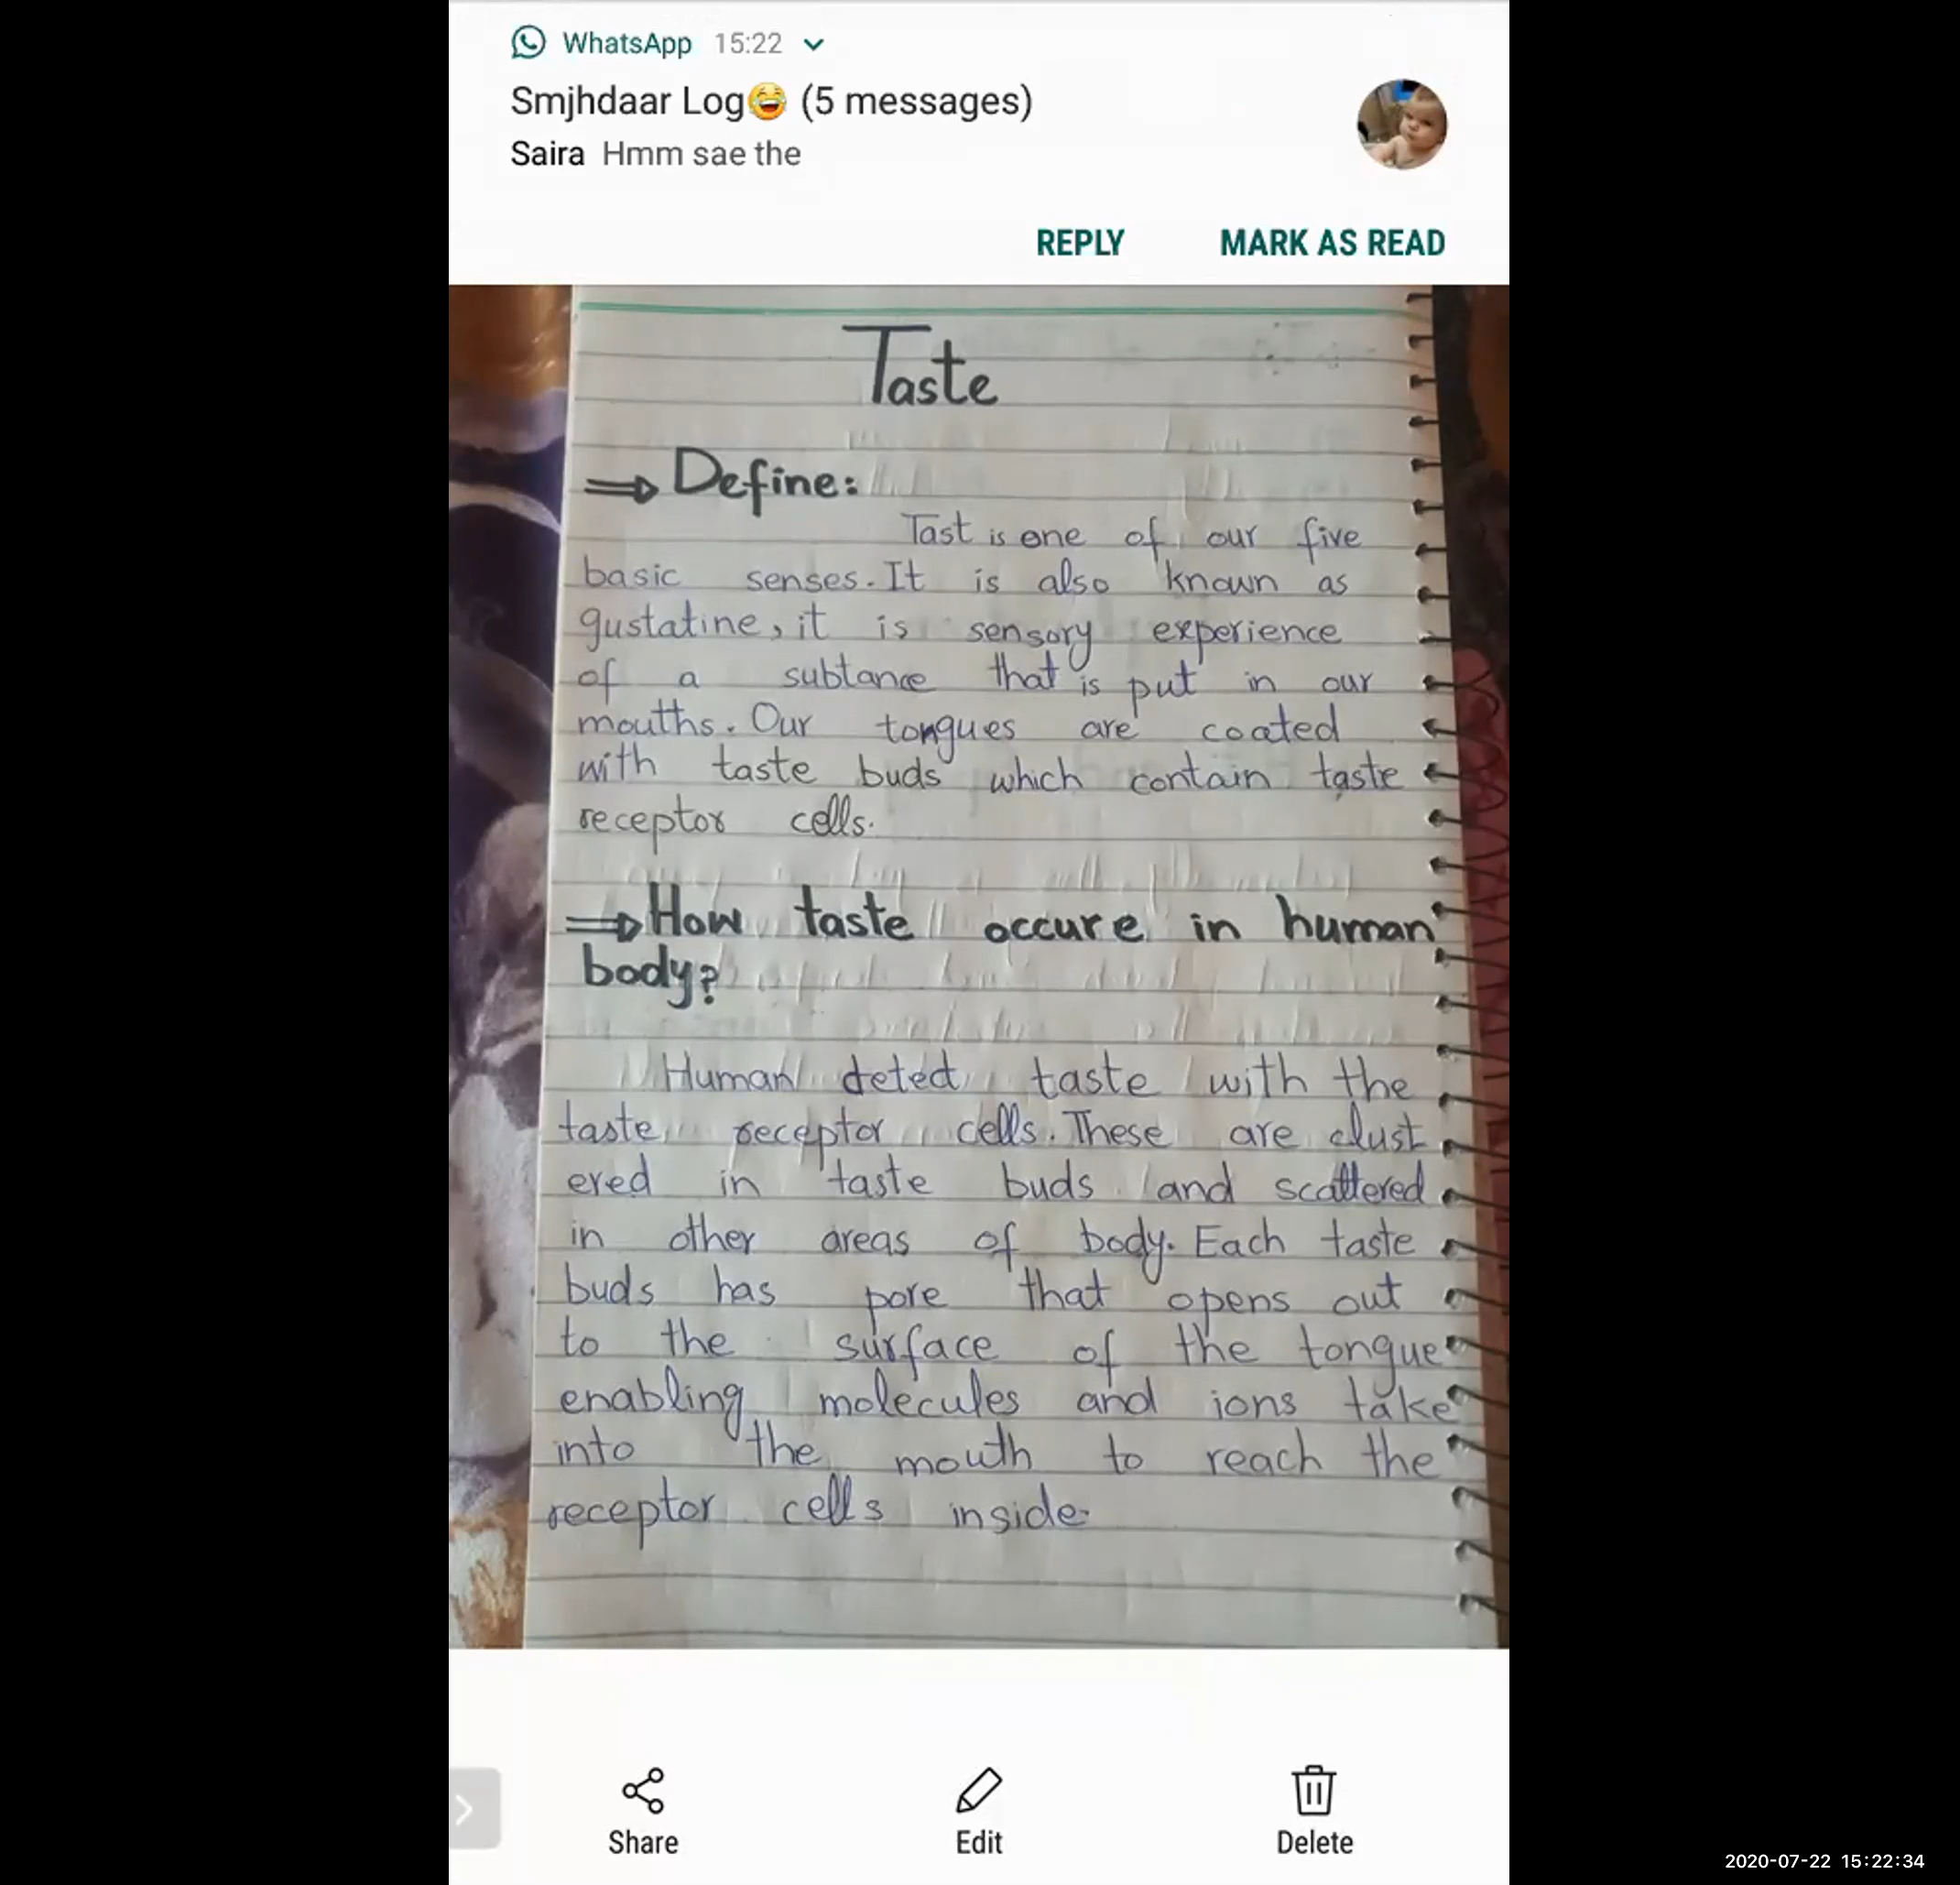 WhatsApp 15:22
Smjhdaar Log😂 (5 messages)
Saira Hmm sae the
REPLY MARK AS READ
Taste
⇒ Define:
Tast is one of our five
basic senses. It is also known as
gustatine, it is sensory experience
of a subtance that is put in our
mouths. Our tongues are coated
with taste buds which contain taste
receptor cells.
⇒ How taste occure in human
body?
Human deted taste with the
taste receptor cells. These are clust
ered in taste buds and scattered
in other areas of body. Each taste
buds has pore that opens out
to the surface of the tongue
enabling molecules and ions take
into the mouth to reach the
receptor cells inside.
Share Edit Delete
2020-07-22 15:22:34